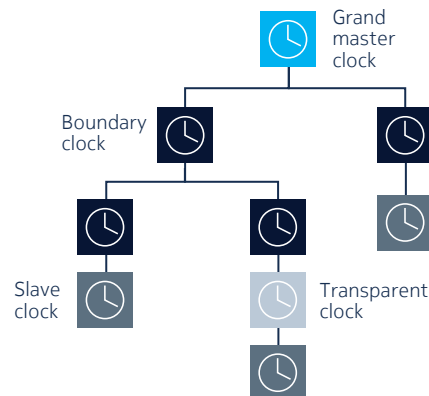 Grand
master
clock
Boundary
clock
Slave
clock
Transparent
clock